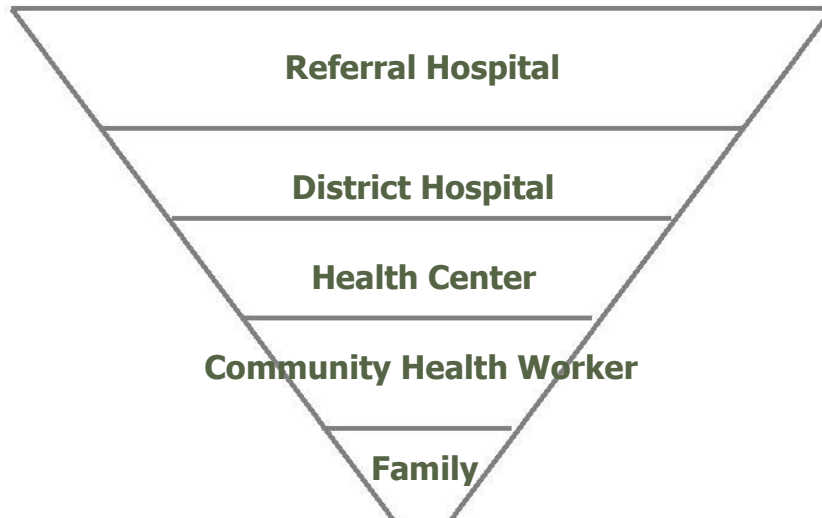 Referral Hospital
District Hospital
Health Center
Community Health Worker
Family